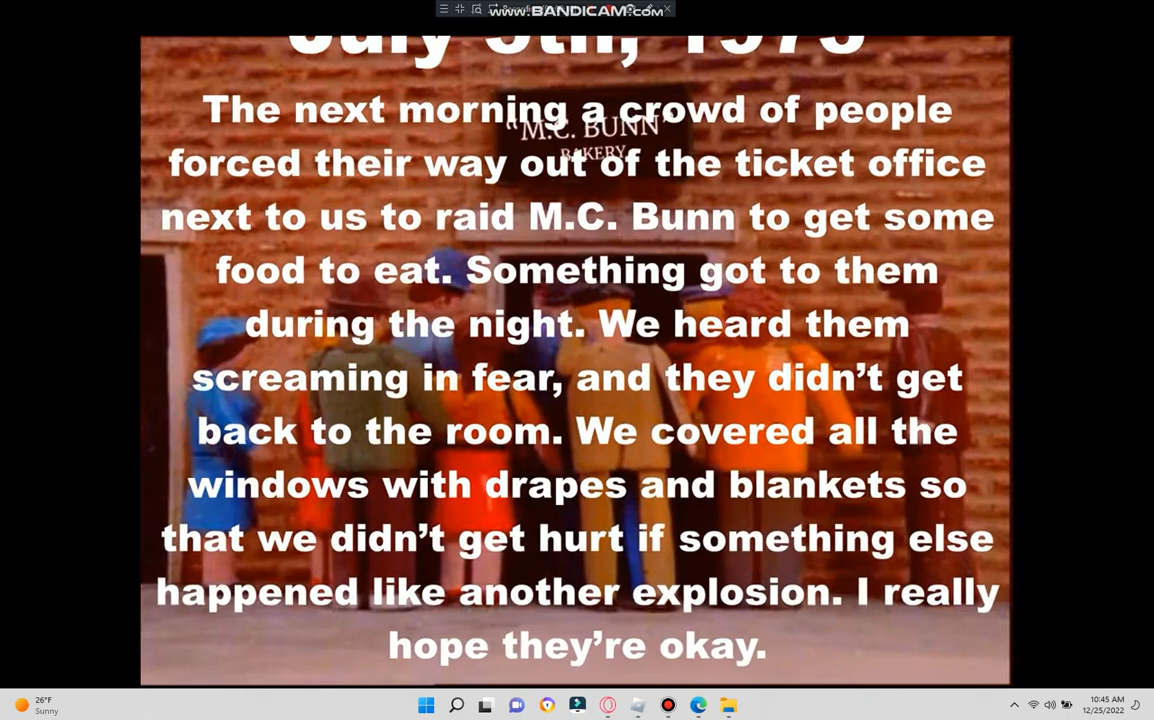 www.BANDICAM.com
July 5th, 1975
The next morning a crowd of people
forced their way out of the ticket office
next to us to raid M.C. Bunn to get some
food to eat. Something got to them
during the night. We heard them
screaming in fear, and they didn't get
back to the room. We covered all the
windows with drapes and blankets so
that we didn't get hurt if something else
happened like another explosion. I really
hope they're okay.
"M.C. BUNN"
BAKERY
26°F
Sunny
10:45 AM
12/25/2022